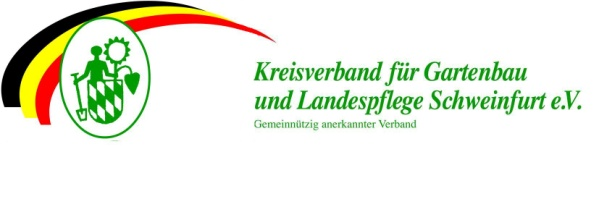 Kreisverband für Gartenbau
und Landespflege Schweinfurt e.V.
Gemeinnützig anerkannter Verband